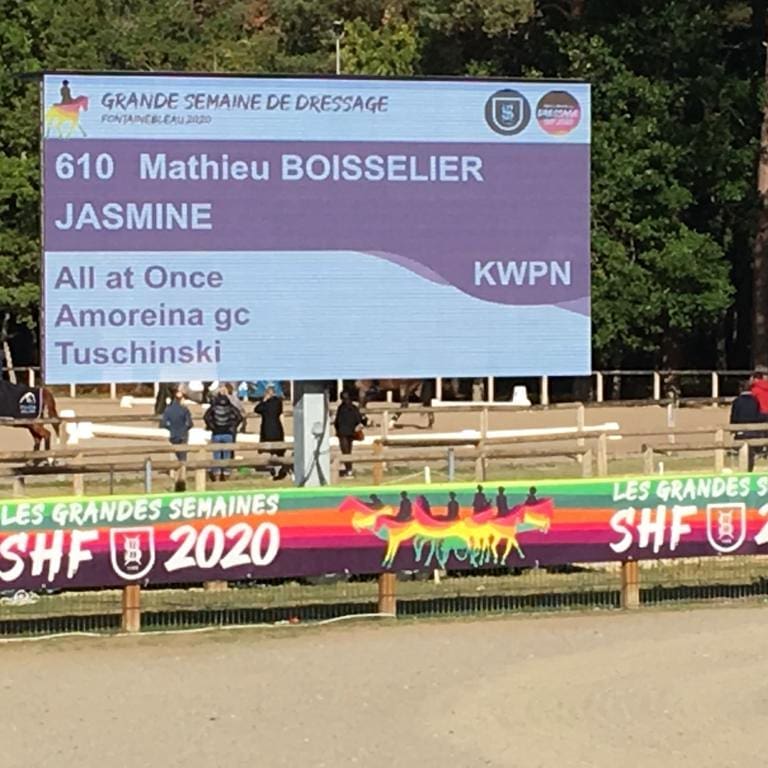 GRANDE SEMAINE DE DRESSAGE
FONTAINEBLEAU 2020
610 Mathieu BOISSELIER
JASMINE
KWPN
All at Once
Amoreina gc
Tuschinski
LES GRANDES SEMAINES
SHF 2020
LES GRANDES S
SHF 2